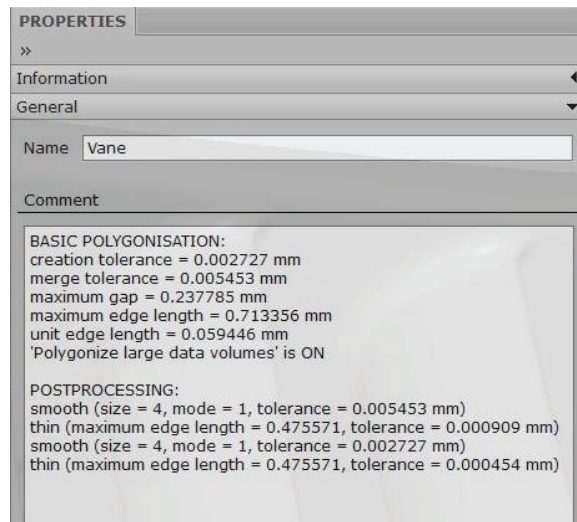 PROPERTIES
»
Information
General
Name Vane
Comment
BASIC POLYGONISATION:
creation tolerance = 0.002727 mm
merge tolerance = 0.005453 mm
maximum gap = 0.237785 mm
maximum edge length = 0.713356 mm
unit edge length = 0.059446 mm
'Polygonize large data volumes' is ON
POSTPROCESSING:
smooth (size = 4, mode = 1, tolerance = 0.005453 mm)
thin (maximum edge length = 0.475571, tolerance = 0.000909 mm)
smooth (size = 4, mode = 1, tolerance = 0.002727 mm)
thin (maximum edge length = 0.475571, tolerance = 0.000454 mm)